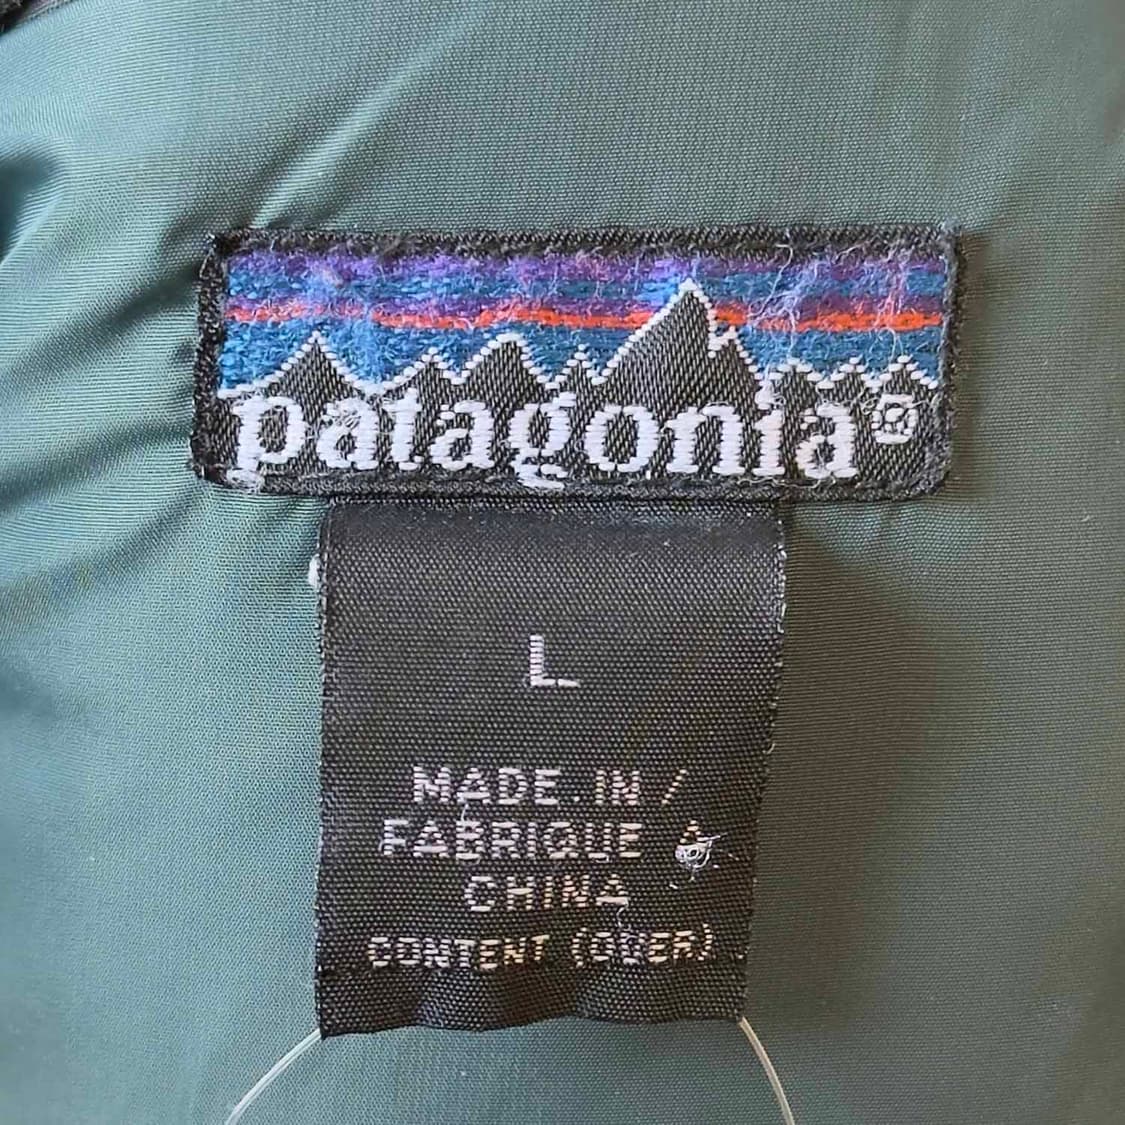 patagonia®
L
MADE IN /
FABRIQUE À
CHINA
CONTENT (OVER)